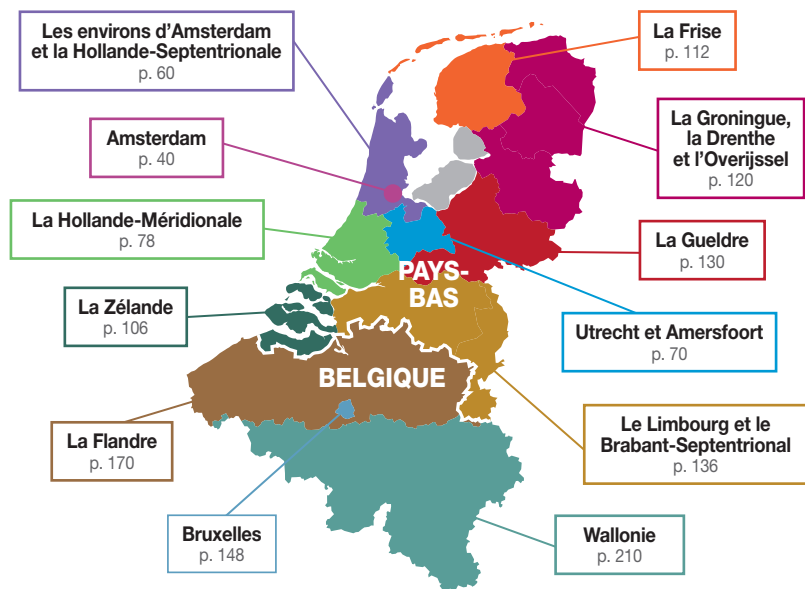 Les environs d’Amsterdam
et la Hollande-Septentrionale
p. 60
La Frise
p. 112
Amsterdam
p. 40
La Groningue,
la Drenthe
et l’Overijssel
p. 120
La Hollande-Méridionale
p. 78
La Gueldre
p. 130
PAYS-
BAS
La Zélande
p. 106
Utrecht et Amersfoort
p. 70
BELGIQUE
La Flandre
p. 170
Le Limbourg et le
Brabant-Septentrional
p. 136
Bruxelles
p. 148
Wallonie
p. 210